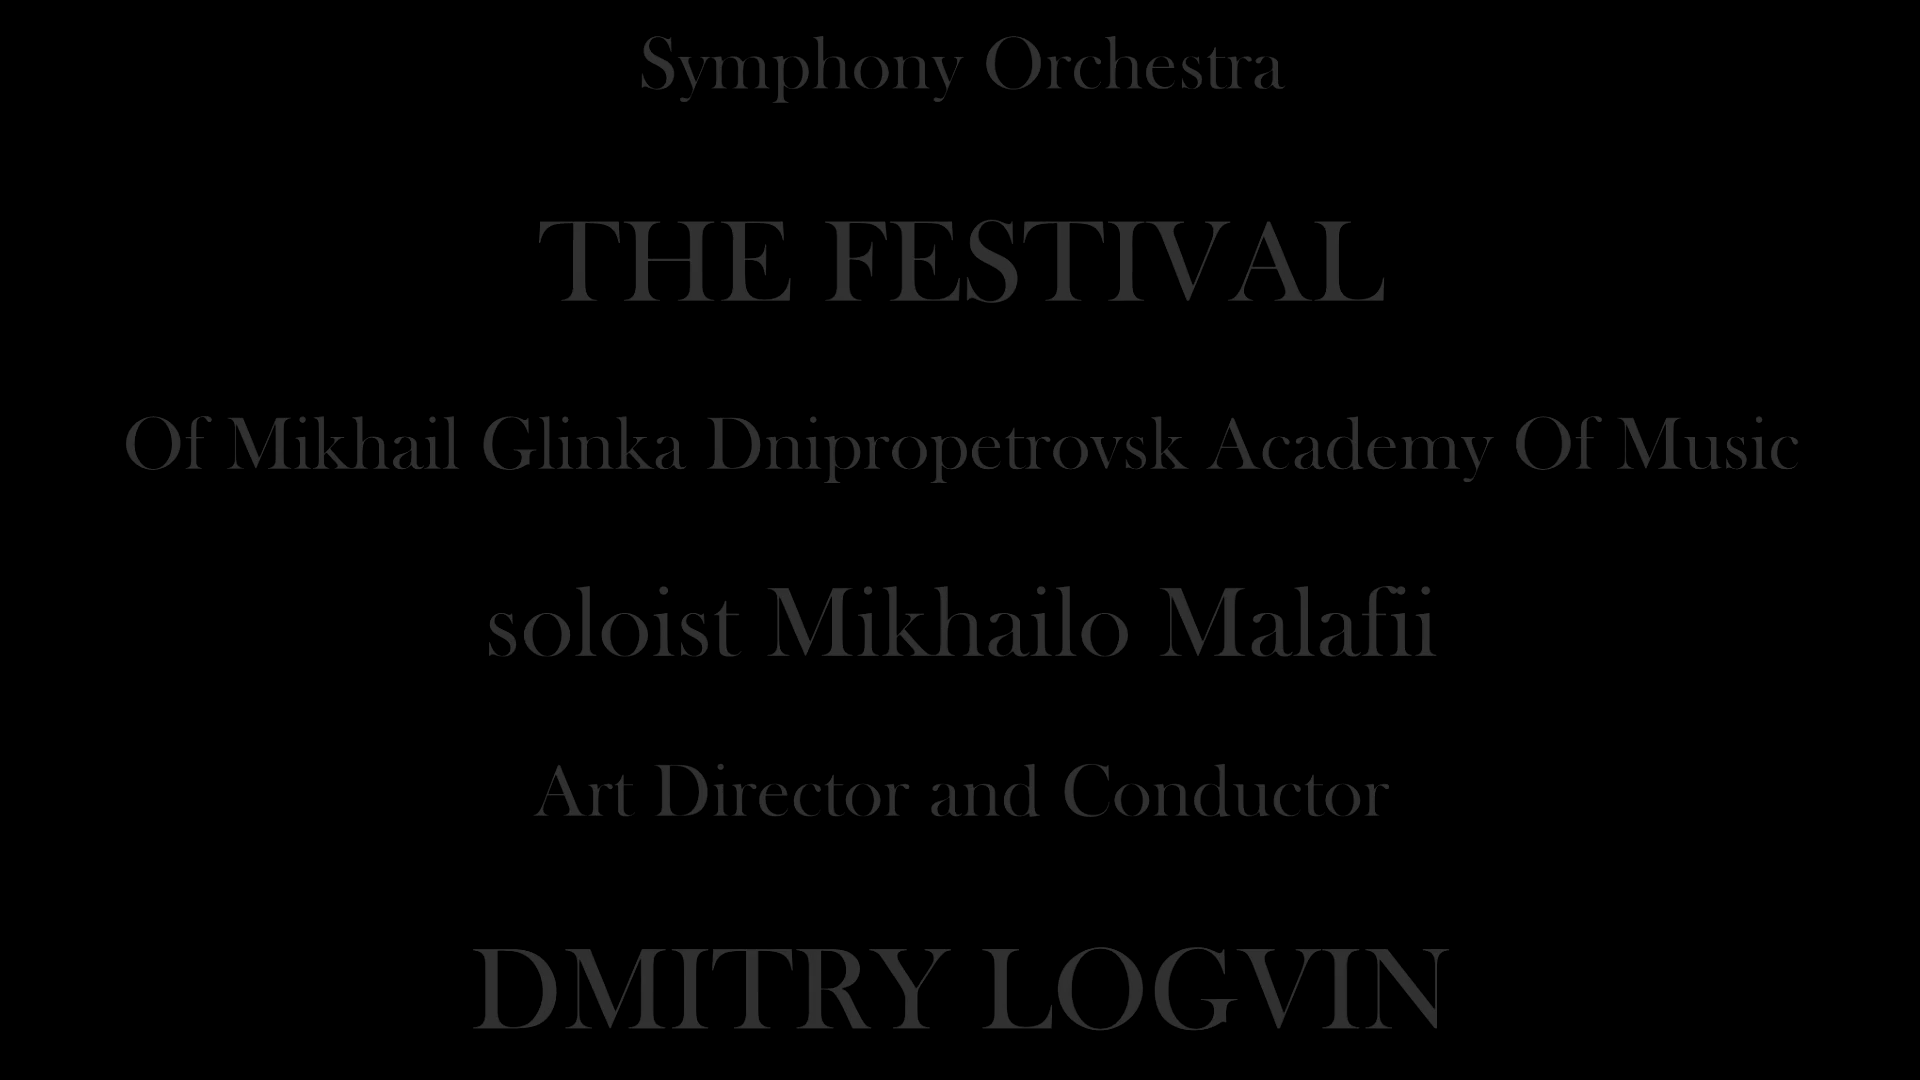 Symphony Orchestra
THE FESTIVAL
Of Mikhail Glinka Dnipropetrovsk Academy Of Music
soloist Mikhailo Malafii
Art Director and Conductor
DMITRY LOGVIN